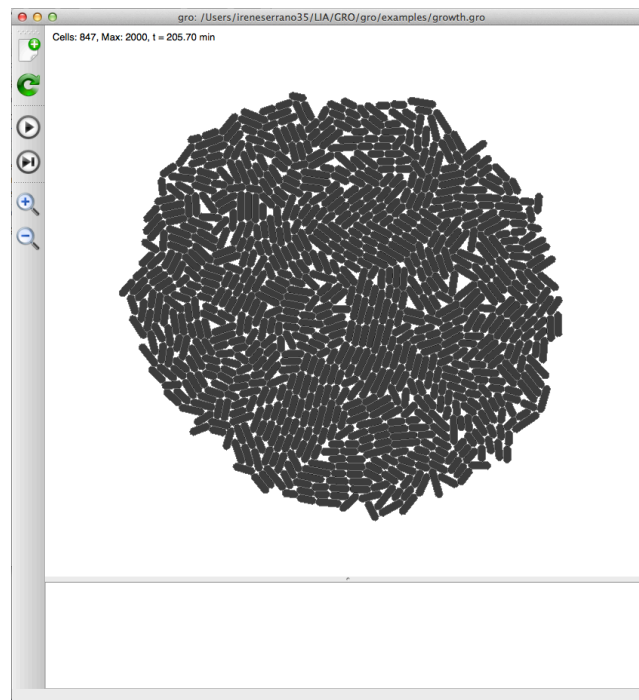 gro: /Users/ireneserrano35/LIA/GRO/gro/examples/growth.gro
Cells: 847, Max: 2000, t = 205.70 min